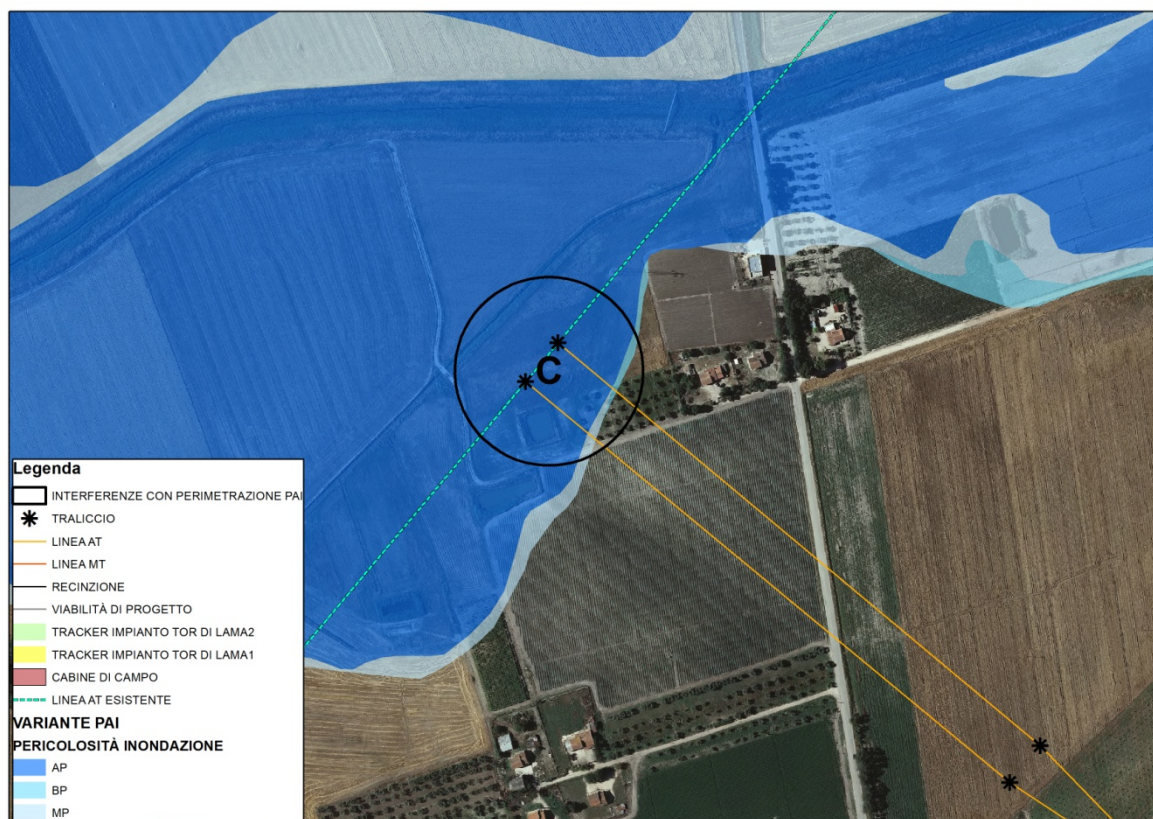 C
Legenda
INTERFERENZE CON PERIMETRAZIONE PAI
TRALICCIO
LINEA AT
LINEA MT
RECINZIONE
VIABILITÀ DI PROGETTO
TRACKER IMPIANTO TOR DI LAMA2
TRACKER IMPIANTO TOR DI LAMA1
CABINE DI CAMPO
LINEA AT ESISTENTE
VARIANTE PAI
PERICOLOSITÀ INONDAZIONE
AP
BP
MP